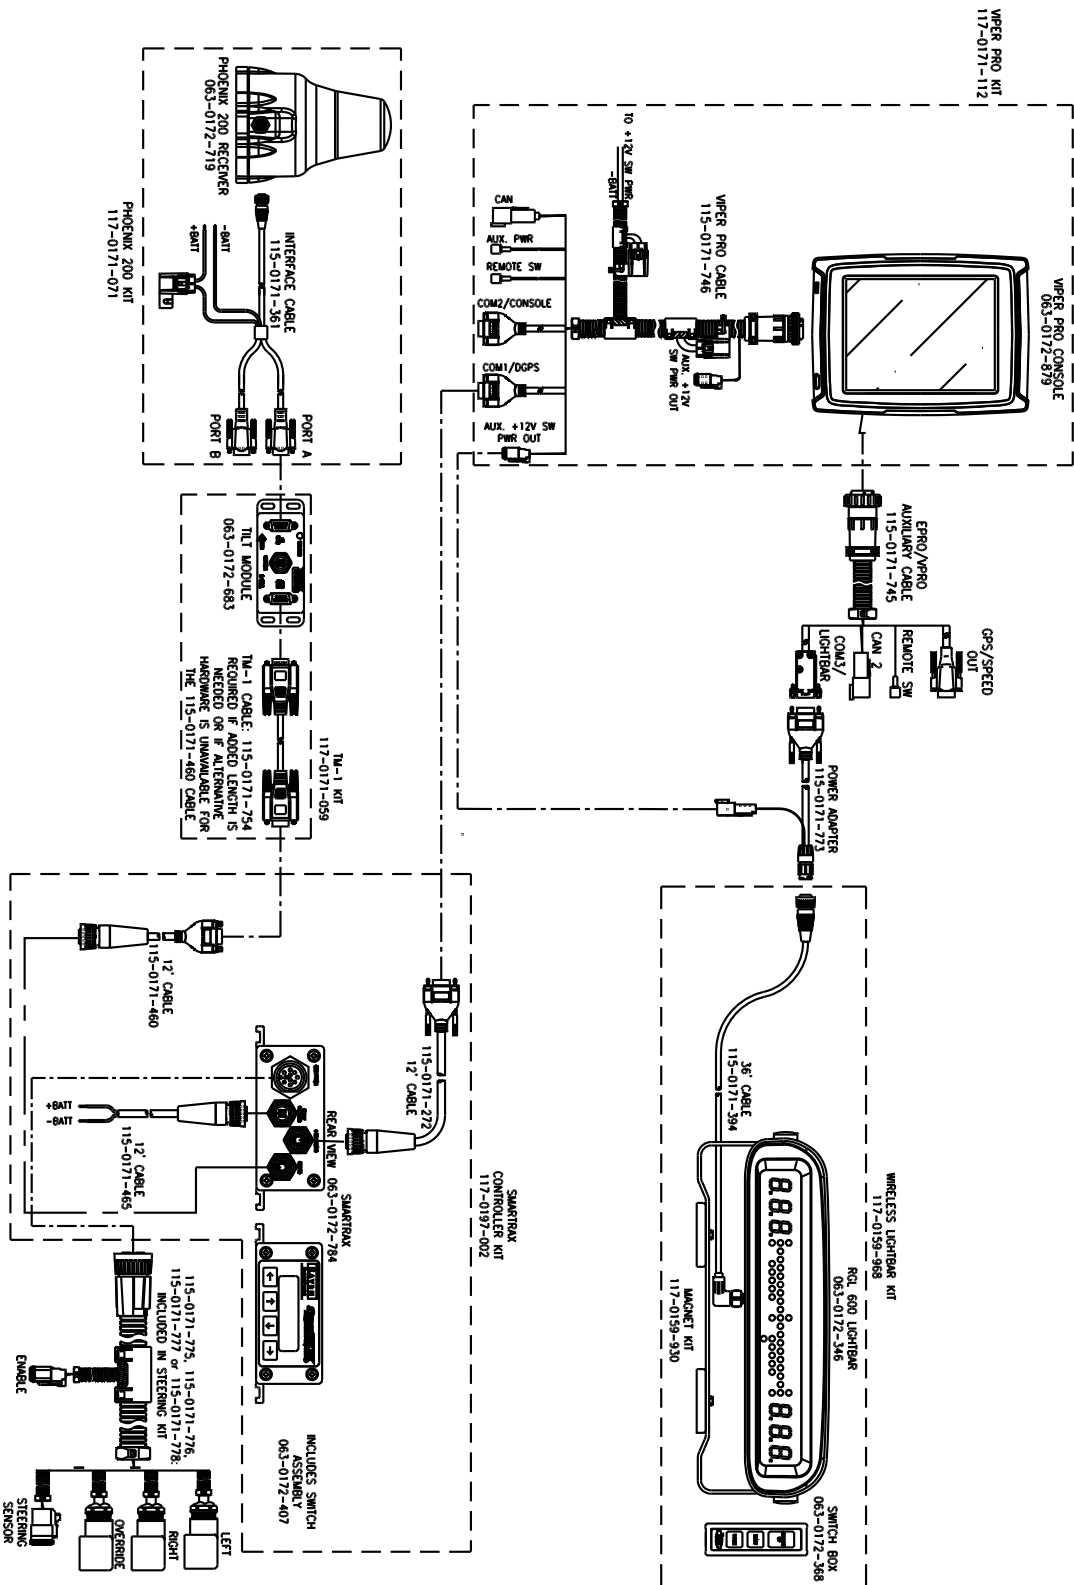 VIPER PRO KIT
117-0171-112
VIPER PRO CONSOLE
063-0172-879
VIPER PRO CABLE
115-0171-746
TO +12V SW PWR
-BATT
CAN
AUX. PWR
REMOTE SW
COM2/CONSOLE
COM1/DGPS
AUX. +12V SW
PWR OUT
AUX. +12V
SW PWR OUT
PHOENIX 200 RECEIVER
063-0172-719
INTERFACE CABLE
115-0171-361
-BATT
+BATT
PHOENIX 200 KIT
117-0171-071
PORT A
PORT B
EPRO/VPRO
AUXILIARY CABLE
115-0171-745
GPS/SPEED
OUT
REMOTE SW
CAN 2
COM3/
LIGHTBAR
POWER ADAPTER
115-0171-773
TILT MODULE
063-0172-683
TM-1 KIT
117-0171-059
TM-1 CABLE: 115-0171-754
REQUIRED IF ADDED LENGTH IS
NEEDED OR IF ALTERNATIVE
HARDWARE IS UNAVAILABLE FOR
THE 115-0171-460 CABLE
WIRELESS LIGHTBAR KIT
117-0159-968
RGL 600 LIGHTBAR
063-0172-346
36' CABLE
115-0171-394
MAGNET KIT
117-0159-930
SWITCH BOX
063-0172-368
SMARTRAX
CONTROLLER KIT
117-0197-002
115-0171-272
12' CABLE
12' CABLE
115-0171-460
SMARTRAX
063-0172-784
REAR VIEW
+BATT
-BATT
12' CABLE
115-0171-465
RAVEN
INCLUDES SWITCH
ASSEMBLY
063-0172-407
115-0171-775, 115-0171-776,
115-0171-777 or 115-0171-778:
INCLUDED IN STEERING KIT
ENABLE
LEFT
RIGHT
OVERRIDE
STEERING
SENSOR